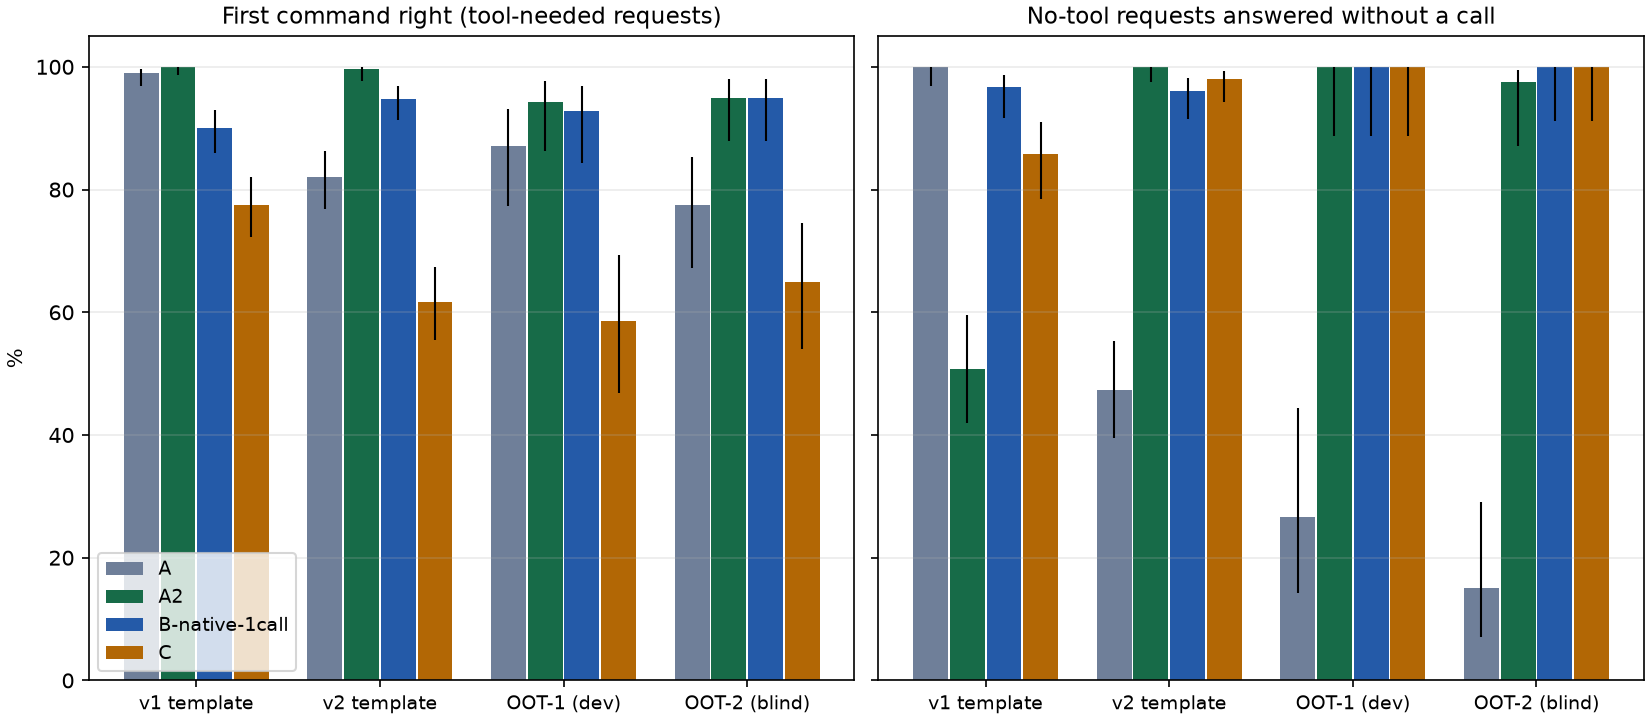 First command right (tool-needed requests)
No-tool requests answered without a call
100
80
60
40
20
0
%
A
A2
B-native-1call
C
v1 template
v2 template
OOT-1 (dev)
OOT-2 (blind)
v1 template
v2 template
OOT-1 (dev)
OOT-2 (blind)